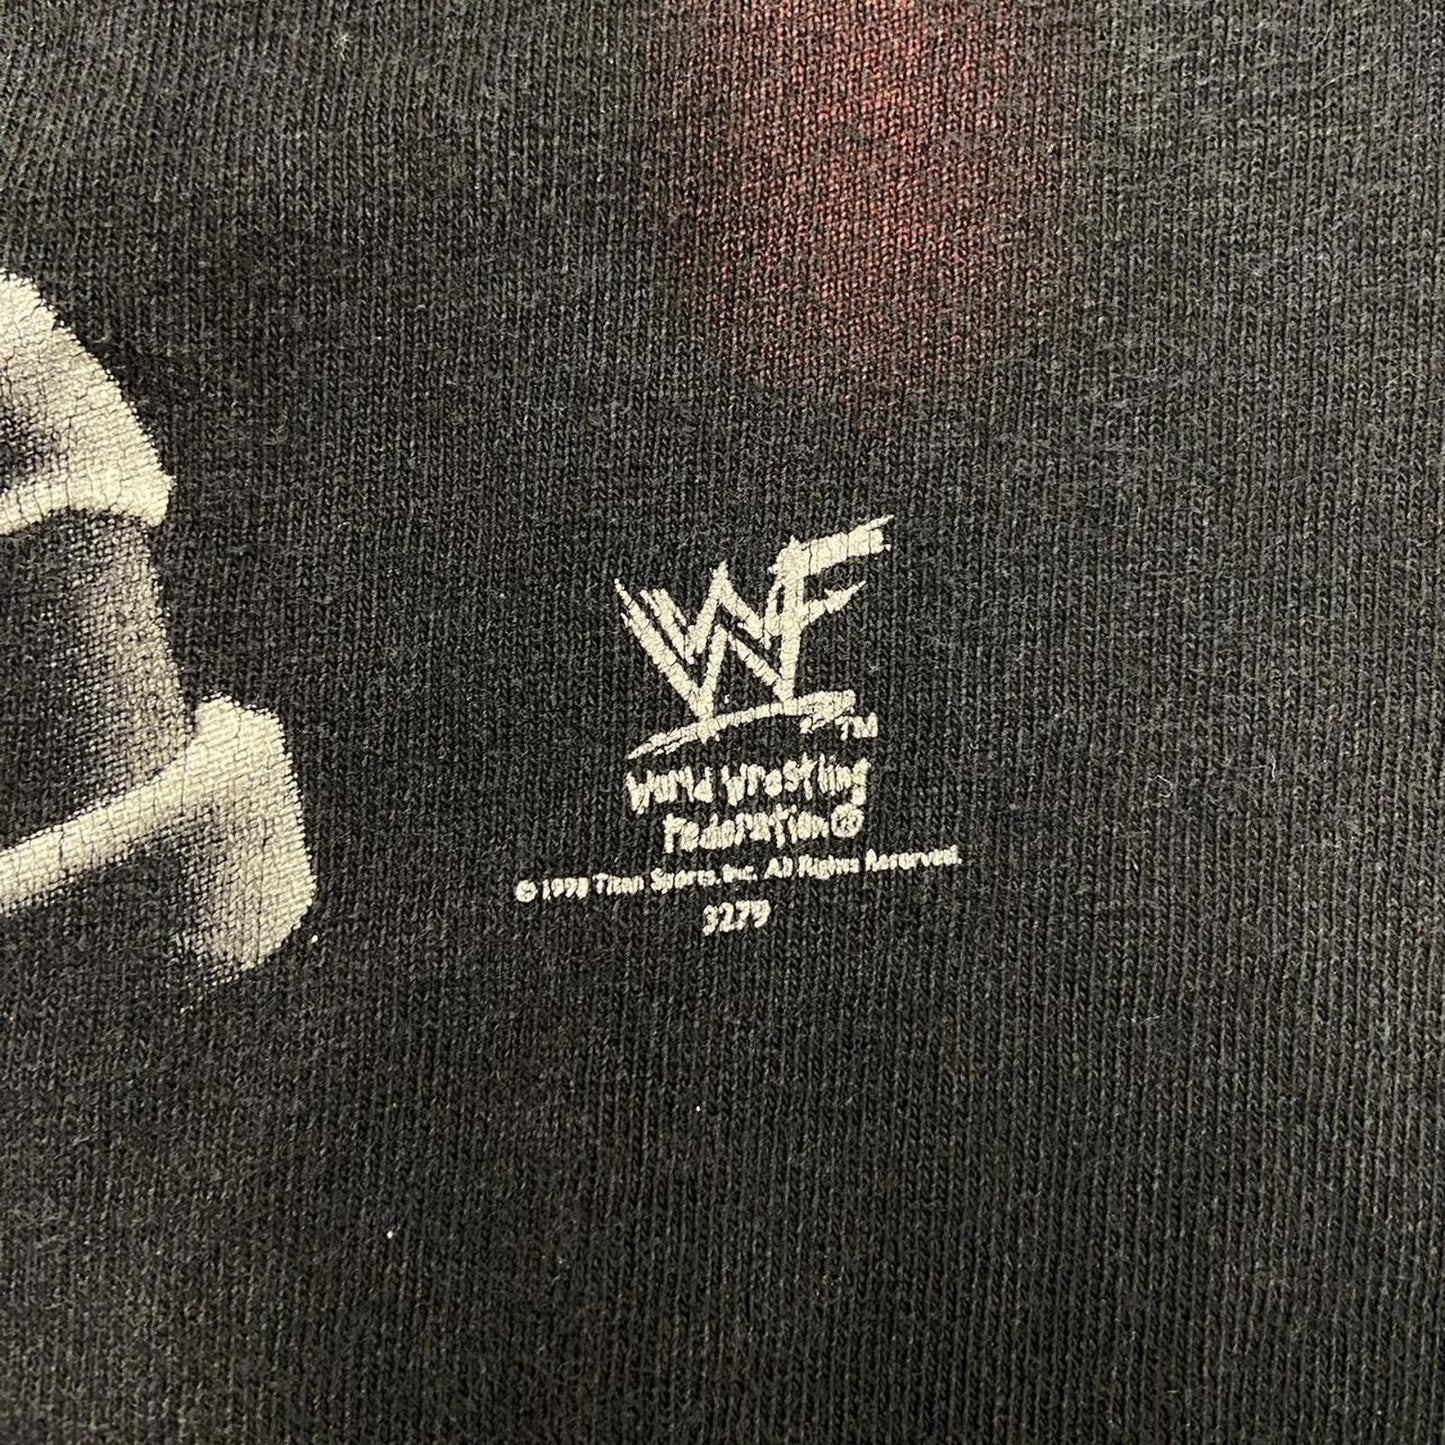 WF
TM
World Wrestling
Federation®
© 1998 Titan Sports, Inc. All Rights Reserved.
3279